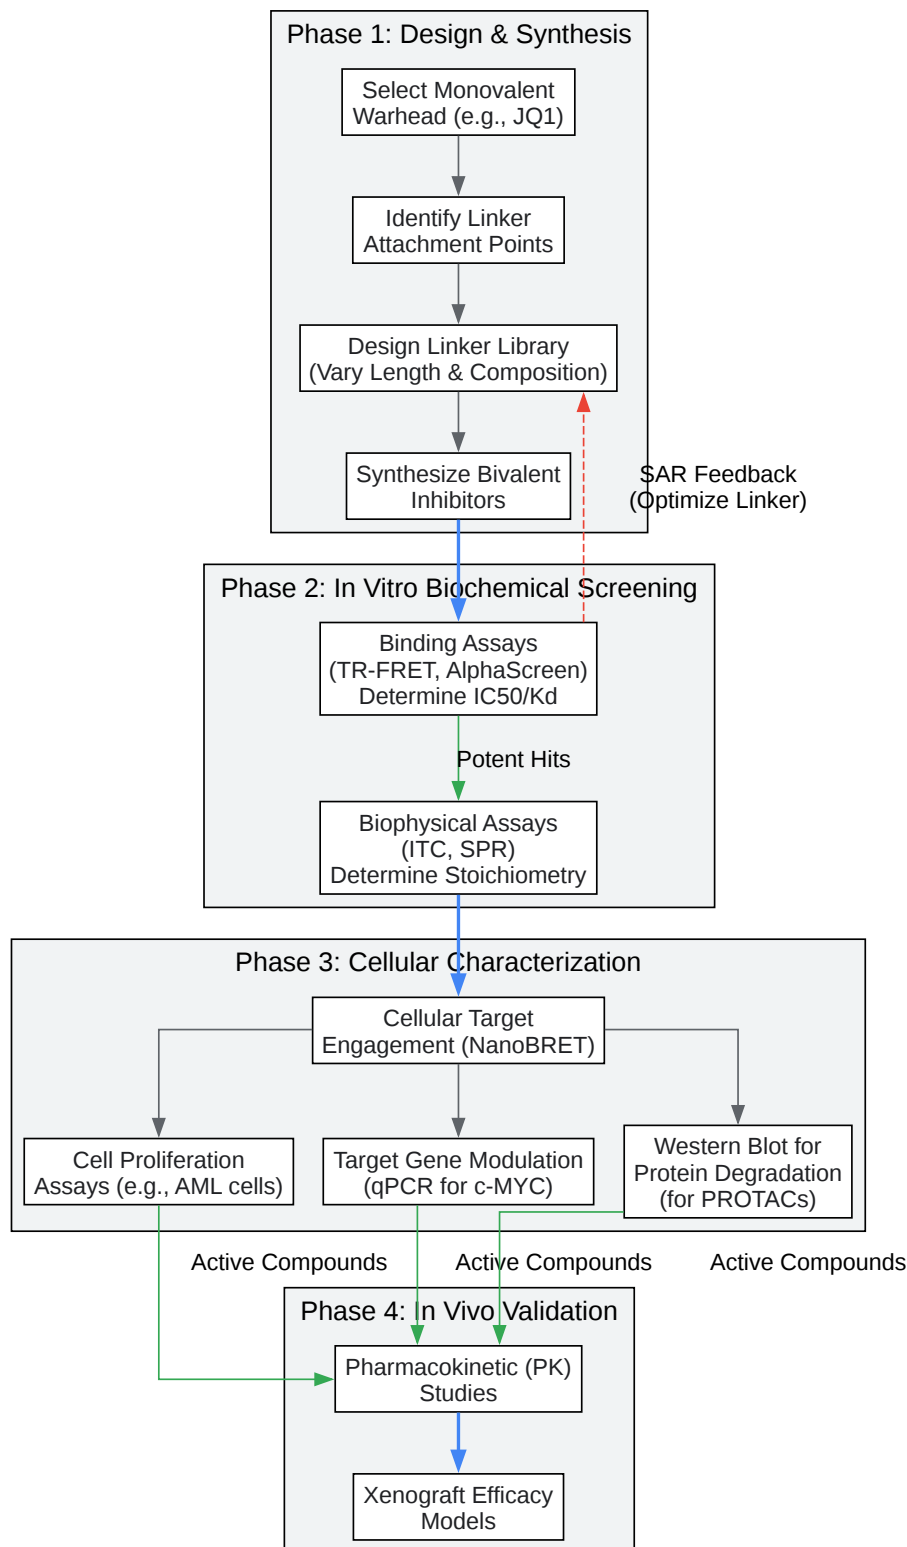 Phase 1: Design & Synthesis
Select Monovalent
Warhead (e.g., JQ1)
Identify Linker
Attachment Points
Design Linker Library
(Vary Length & Composition)
Synthesize Bivalent
Inhibitors
SAR Feedback
(Optimize Linker)
Phase 2: In Vitro Biochemical Screening
Binding Assays
(TR-FRET, AlphaScreen)
Determine IC50/Kd
Potent Hits
Biophysical Assays
(ITC, SPR)
Determine Stoichiometry
Phase 3: Cellular Characterization
Cellular Target
Engagement (NanoBRET)
Cell Proliferation
Assays (e.g., AML cells)
Target Gene Modulation
(qPCR for c-MYC)
Western Blot for
Protein Degradation
(for PROTACs)
Active Compounds
Active Compounds
Active Compounds
Phase 4: In Vivo Validation
Pharmacokinetic (PK)
Studies
Xenograft Efficacy
Models